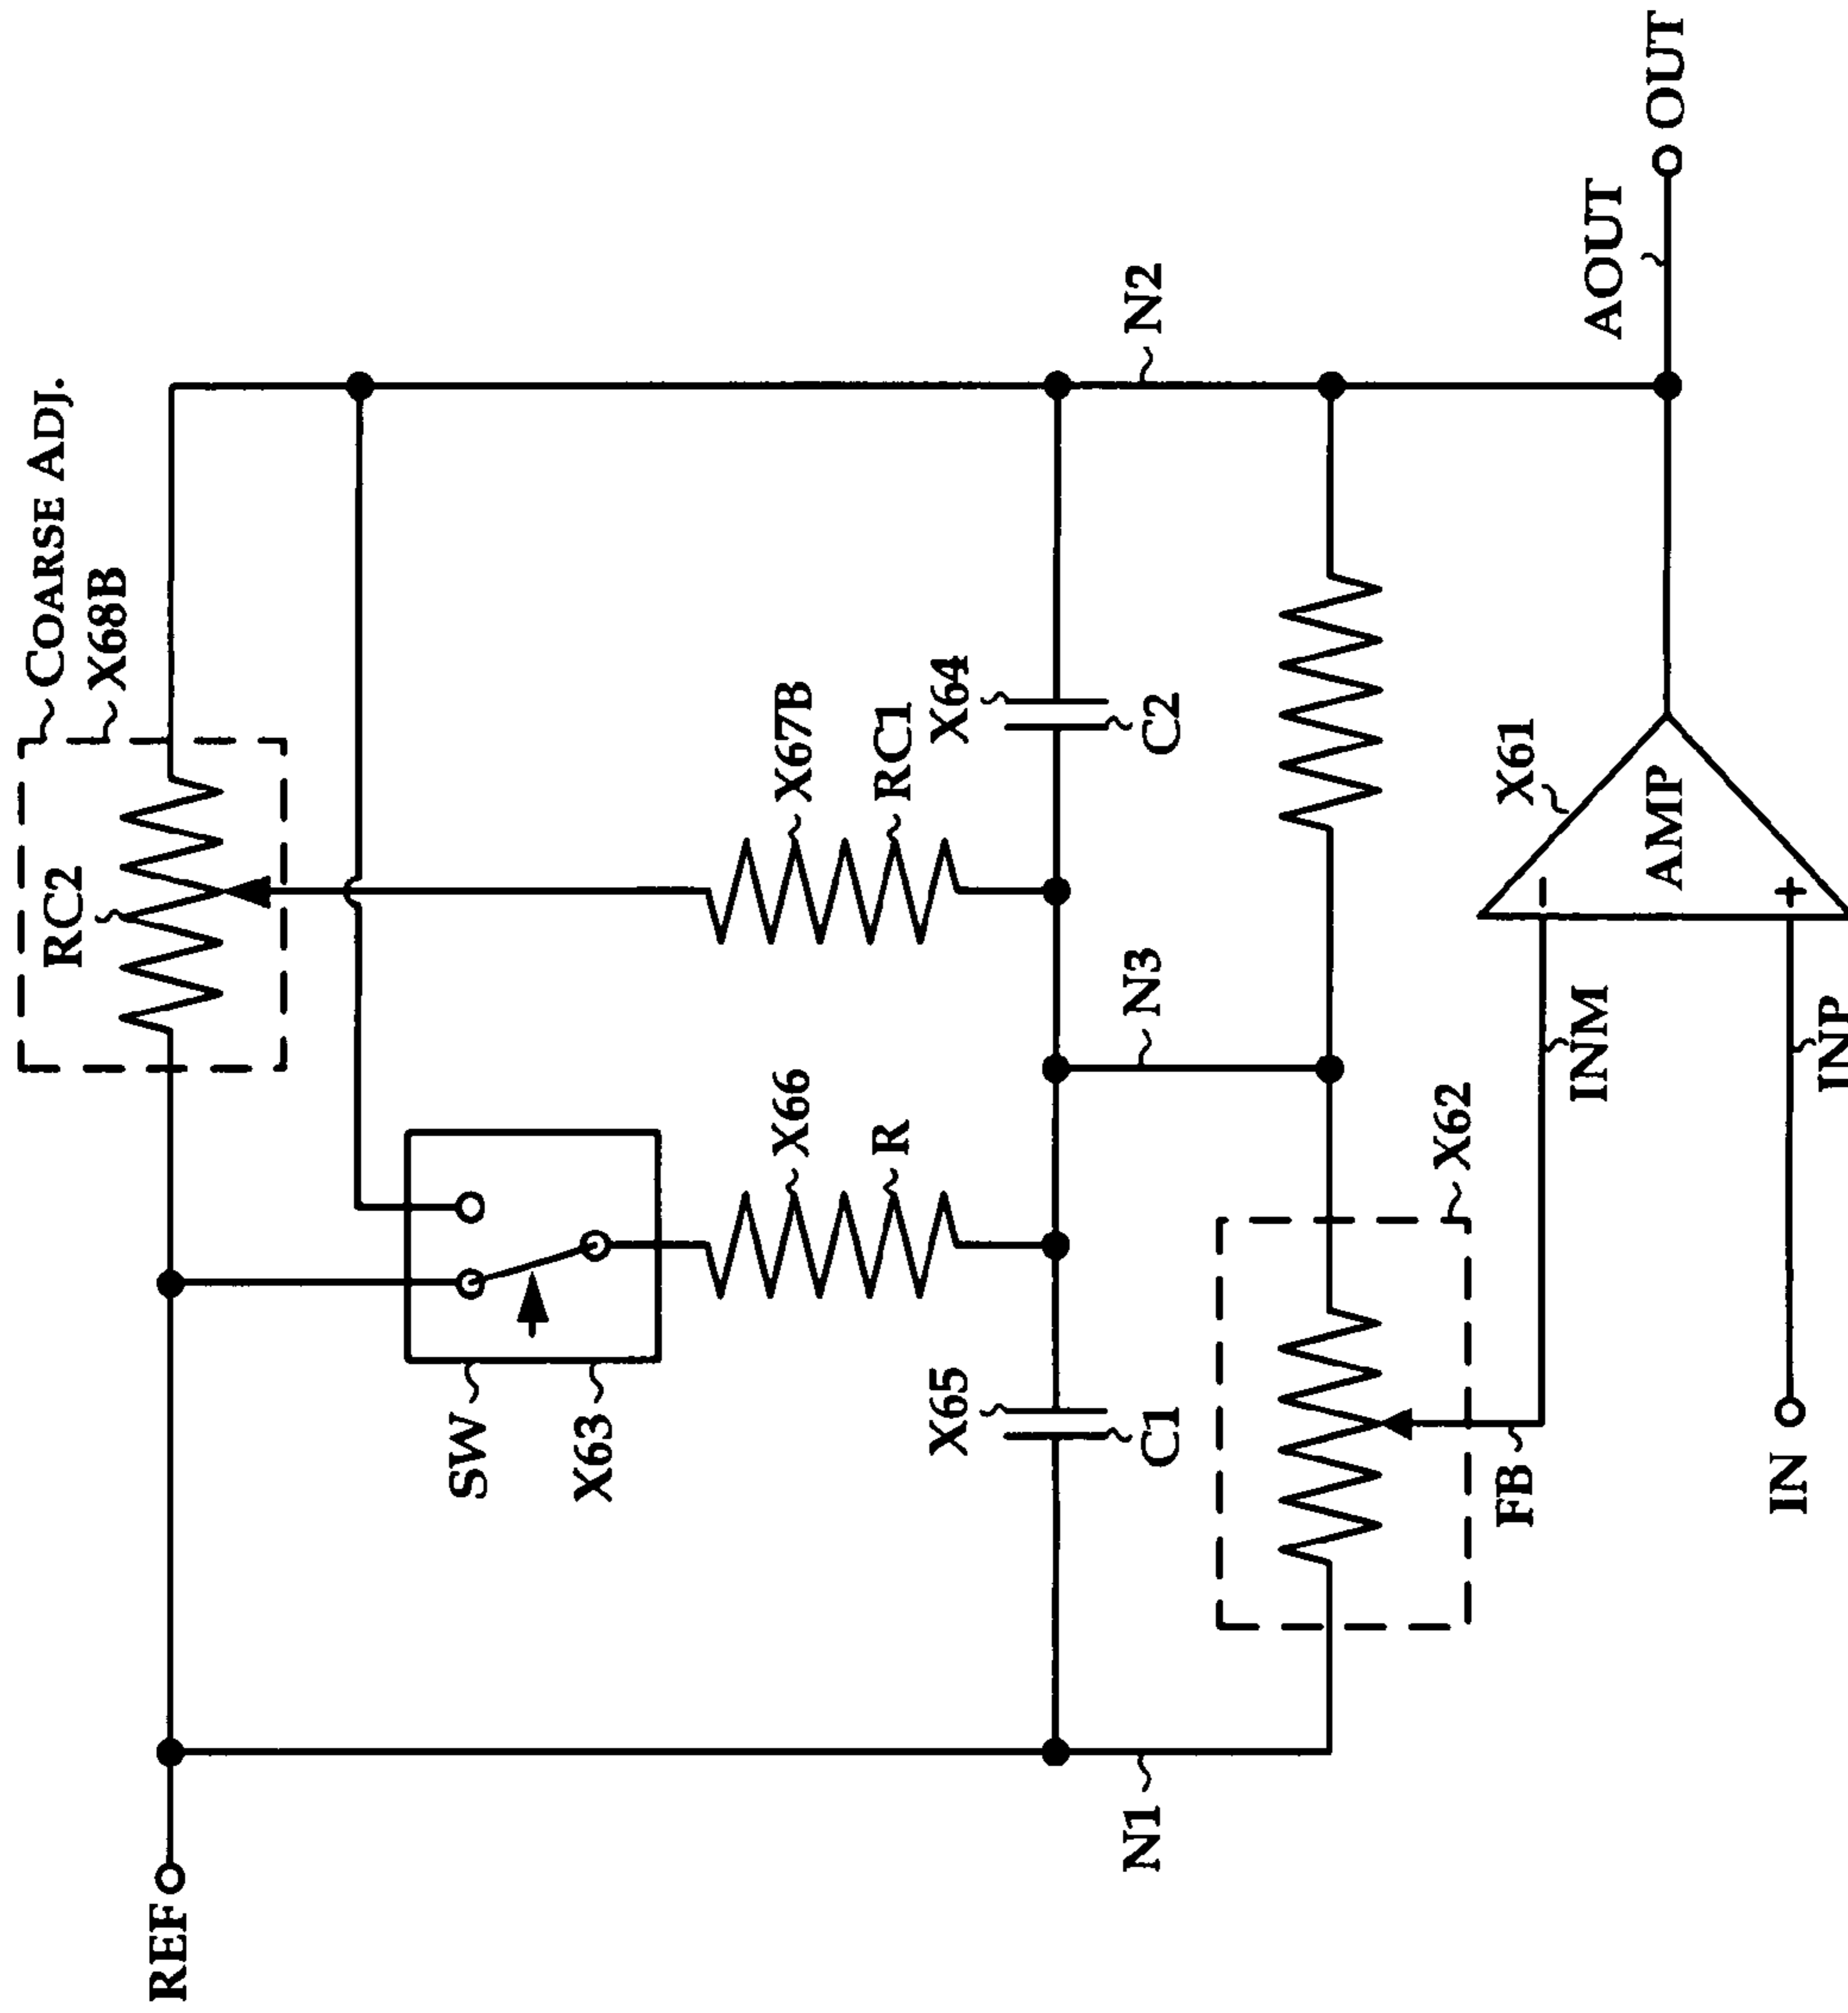 COARSE ADJ.
X68B
RC2
REF
SW
X63
X66
R
X67B
RC1
X64
C2
X65
C1
N1
N3
N2
X62
FB
INM
X61
AMP
−
+
AOUT
OUT
IN
INP